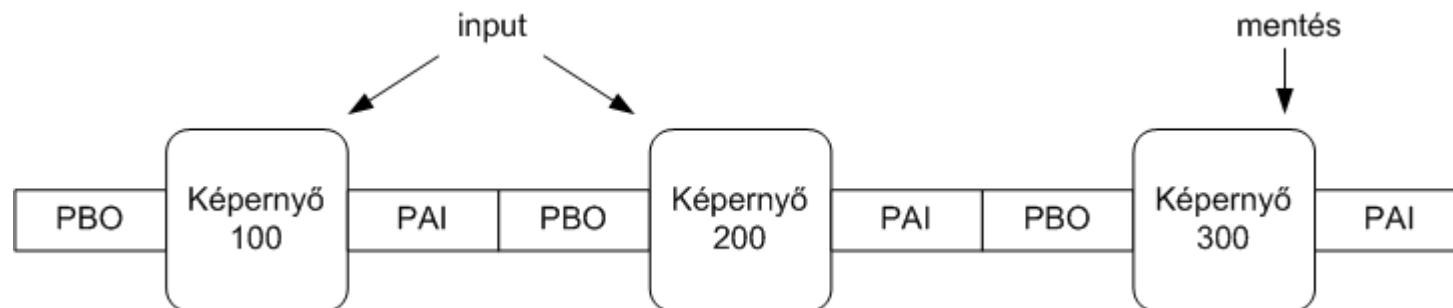 input
mentés
PBO
Képernyő
100
PAI
PBO
Képernyő
200
PAI
PBO
Képernyő
300
PAI